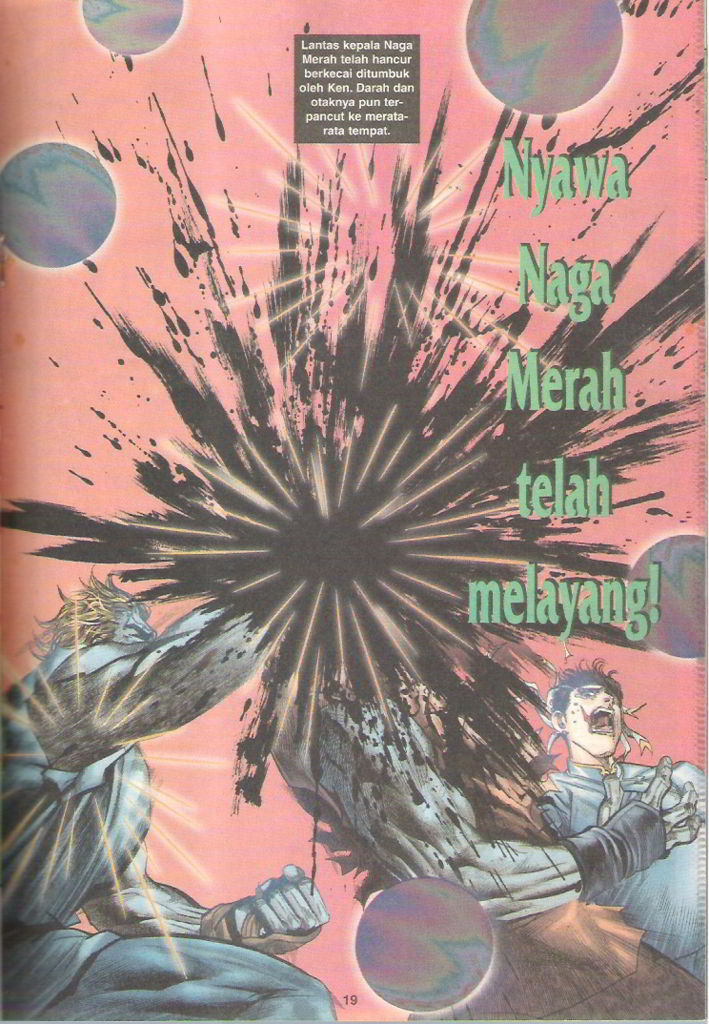 Lantas kepala Naga
Merah telah hancur
berkecai ditumbuk
oleh Ken. Darah dan
otaknya pun ter-
pancut ke merata-
rata tempat.
Nyawa
Naga
Merah
telah
melayang!
19